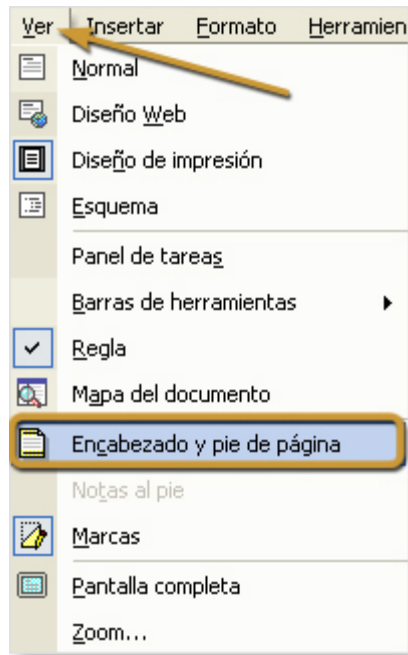 Ver Insertar Formato Herramien
Normal
Diseño Web
Diseño de impresión
Esquema
Panel de tareas
Barras de herramientas
Regla
Mapa del documento
Encabezado y pie de página
Notas al pie
Marcas
Pantalla completa
Zoom...